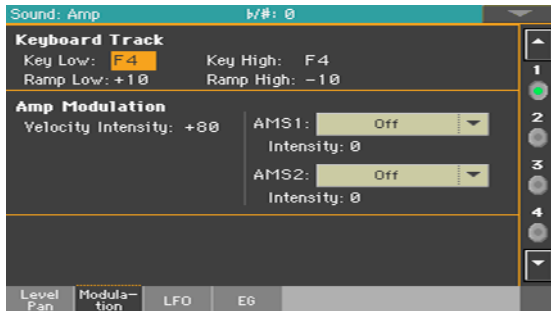 Sound: Amp ♭/#: 0
Keyboard Track
Key Low: F4 Key High: F4
Ramp Low: +10 Ramp High: -10
Amp Modulation
Velocity Intensity: +80
AMS1: Off
Intensity: 0
AMS2: Off
Intensity: 0
1
2
3
4
Level Pan
Modula-tion
LFO
EG